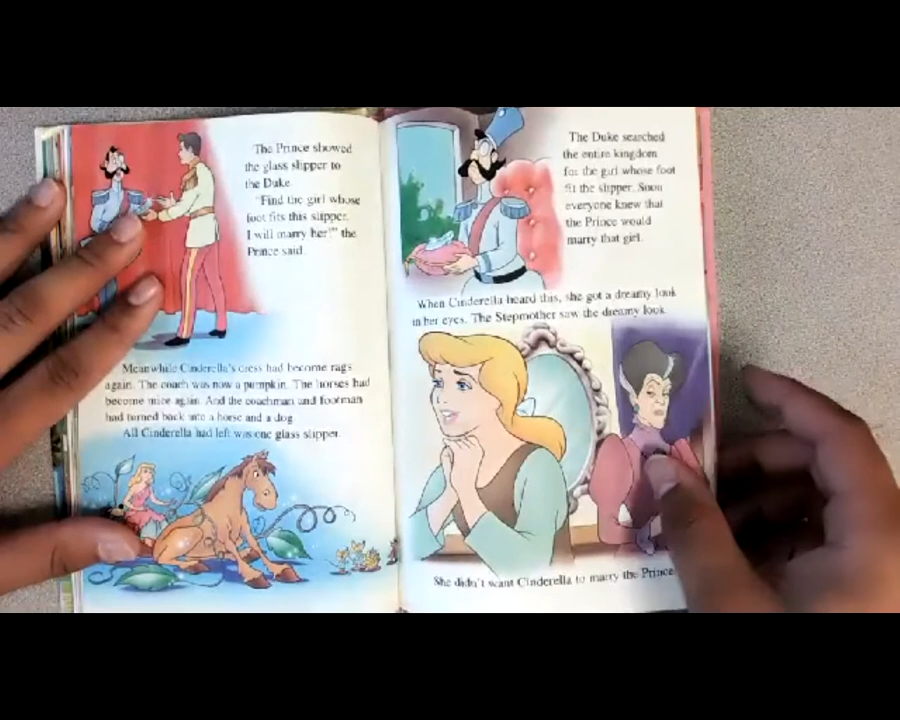 The Prince showed
the glass slipper to
the Duke.
"Find the girl whose
foot fits this slipper.
I will marry her!" the
Prince said.
Meanwhile Cinderella's dress had become rags
again. The coach was now a pumpkin. The horses had
become mice again. And the coachman and footman
had turned back into a horse and a dog.
All Cinderella had left was one glass slipper.
The Duke searched
the entire kingdom
for the girl whose foot
fit the slipper. Soon
everyone knew that
the Prince would
marry that girl.
When Cinderella heard this, she got a dreamy look
in her eyes. The Stepmother saw the dreamy look.
She didn't want Cinderella to marry the Prince